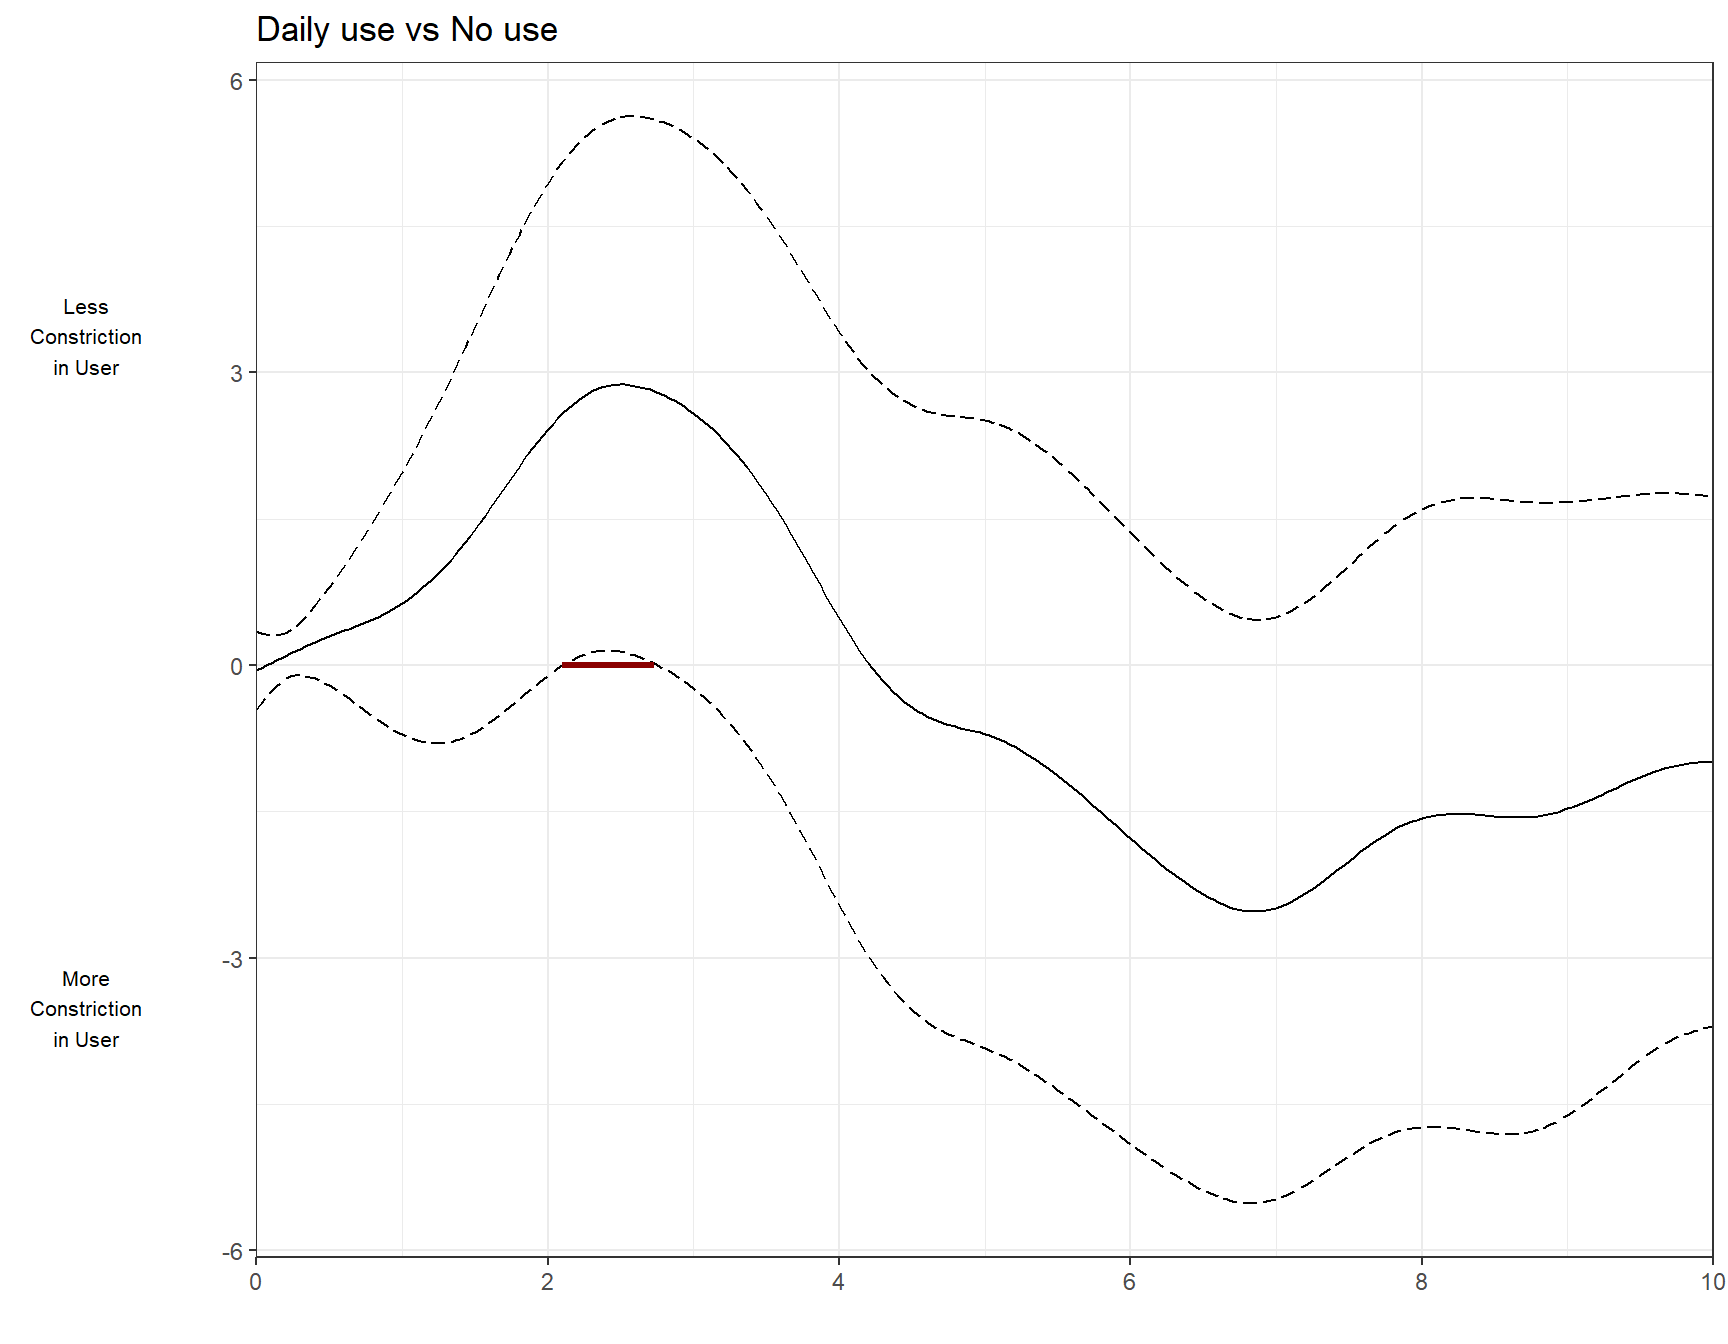 Daily use vs No use
6
3
0
-3
-6
Less
Constriction
in User
More
Constriction
in User
0 2 4 6 8 10